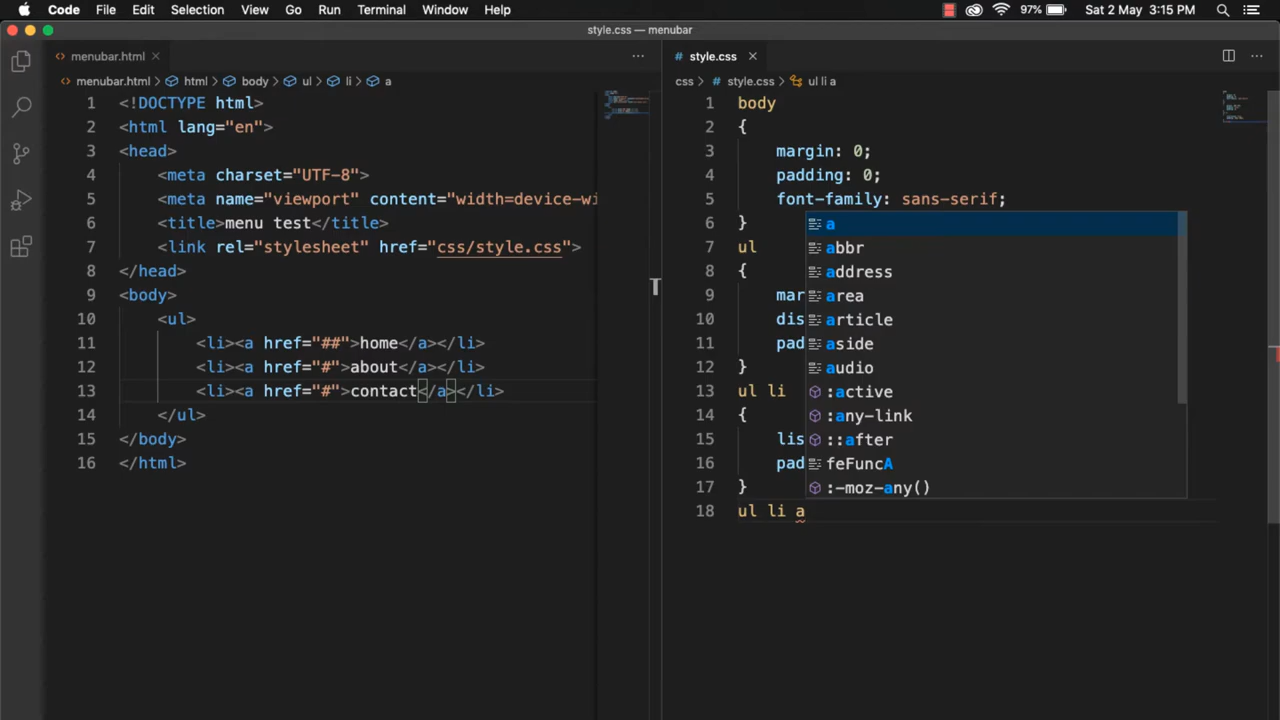 Code File Edit Selection View Go Run Terminal Window Help 97% Sat 2 May 3:15 PM
style.css — menubar
menubar.html
menubar.html > html > body > ul > li > a
1 <!DOCTYPE html>
2 <html lang="en">
3 <head>
4 <meta charset="UTF-8">
5 <meta name="viewport" content="width=device-wi
6 <title>menu test</title>
7 <link rel="stylesheet" href="css/style.css">
8 </head>
9 <body>
10 <ul>
11 <li><a href="##">home</a></li>
12 <li><a href="#">about</a></li>
13 <li><a href="#">contact</a></li>
14 </ul>
15 </body>
16 </html>
# style.css
css > # style.css > ul li a
1 body
2 {
3 margin: 0;
4 padding: 0;
5 font-family: sans-serif;
6 }
7 ul
8 {
9 mar
10 dis
11 pad
12 }
13 ul li
14 {
15 lis
16 pad
17 }
18 ul li a
a
abbr
address
area
article
aside
audio
:active
:any-link
::after
feFuncA
:-moz-any()